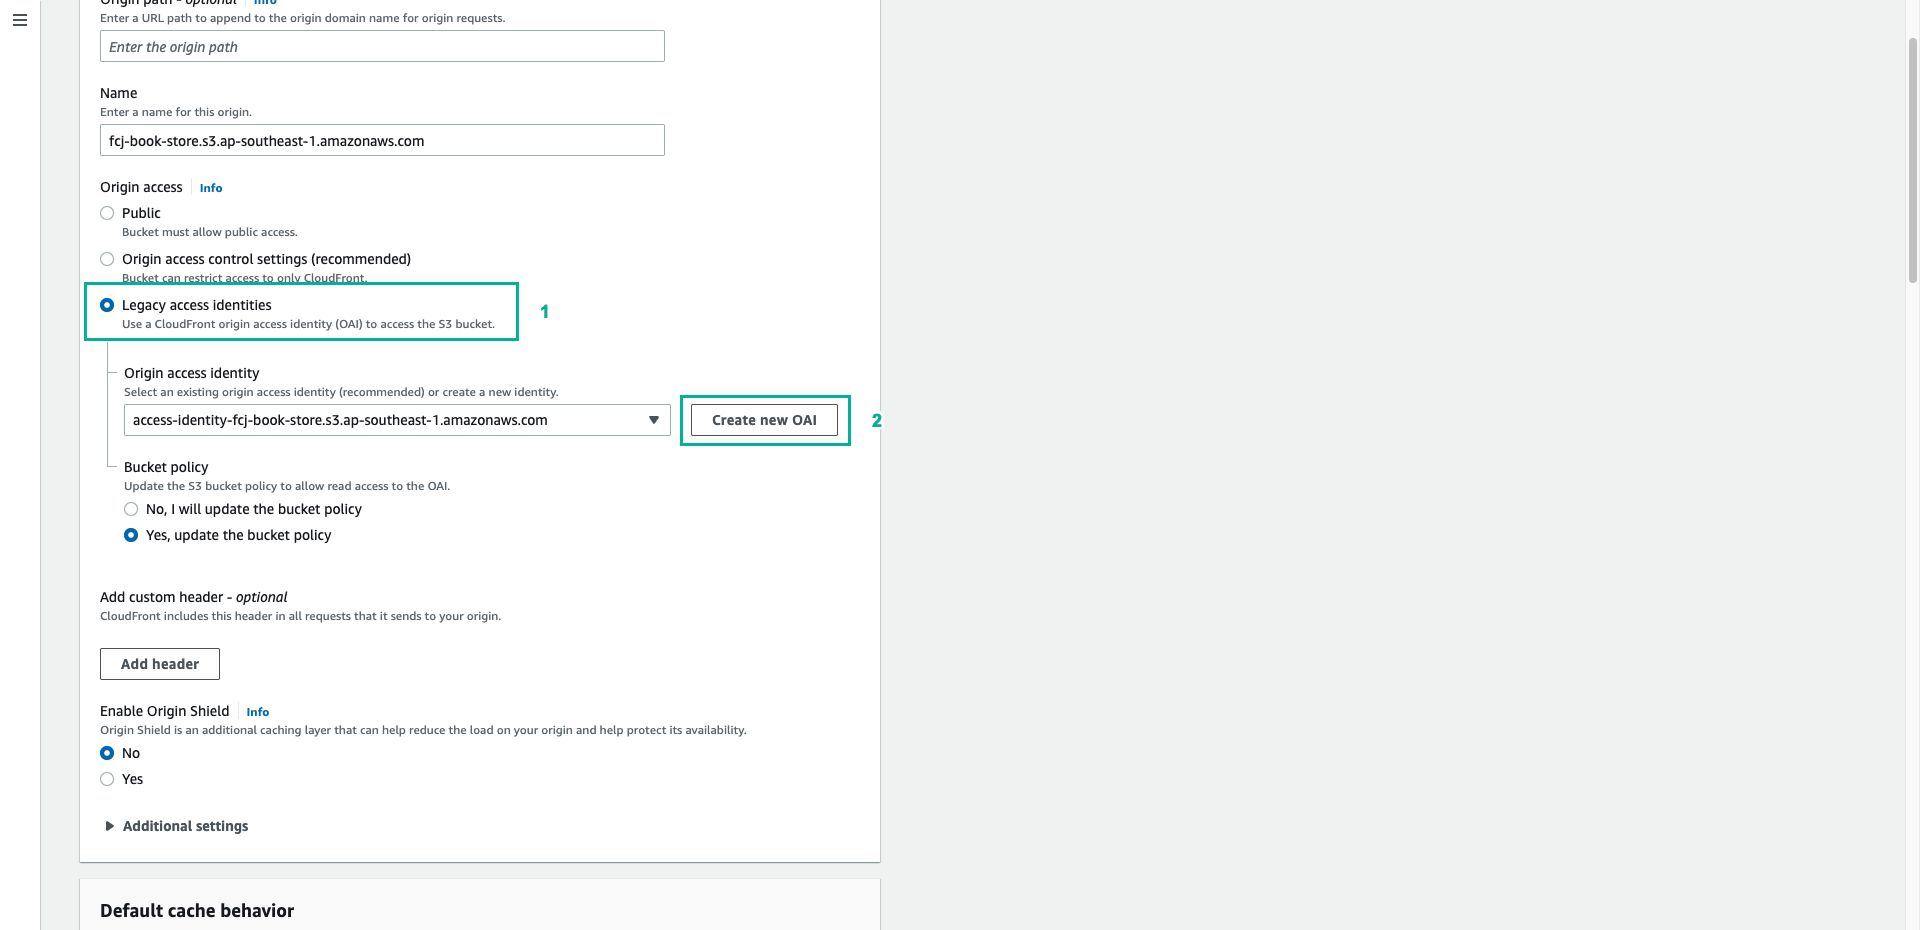 Origin path - optional Info
Enter a URL path to append to the origin domain name for origin requests.
Enter the origin path
Name
Enter a name for this origin.
fcj-book-store.s3.ap-southeast-1.amazonaws.com
Origin access Info
Public
Bucket must allow public access.
Origin access control settings (recommended)
Bucket can restrict access to only CloudFront.
Legacy access identities
Use a CloudFront origin access identity (OAI) to access the S3 bucket.
1
Origin access identity
Select an existing origin access identity (recommended) or create a new identity.
access-identity-fcj-book-store.s3.ap-southeast-1.amazonaws.com
Create new OAI
2
Bucket policy
Update the S3 bucket policy to allow read access to the OAI.
No, I will update the bucket policy
Yes, update the bucket policy
Add custom header - optional
CloudFront includes this header in all requests that it sends to your origin.
Add header
Enable Origin Shield Info
Origin Shield is an additional caching layer that can help reduce the load on your origin and help protect its availability.
No
Yes
Additional settings
Default cache behavior